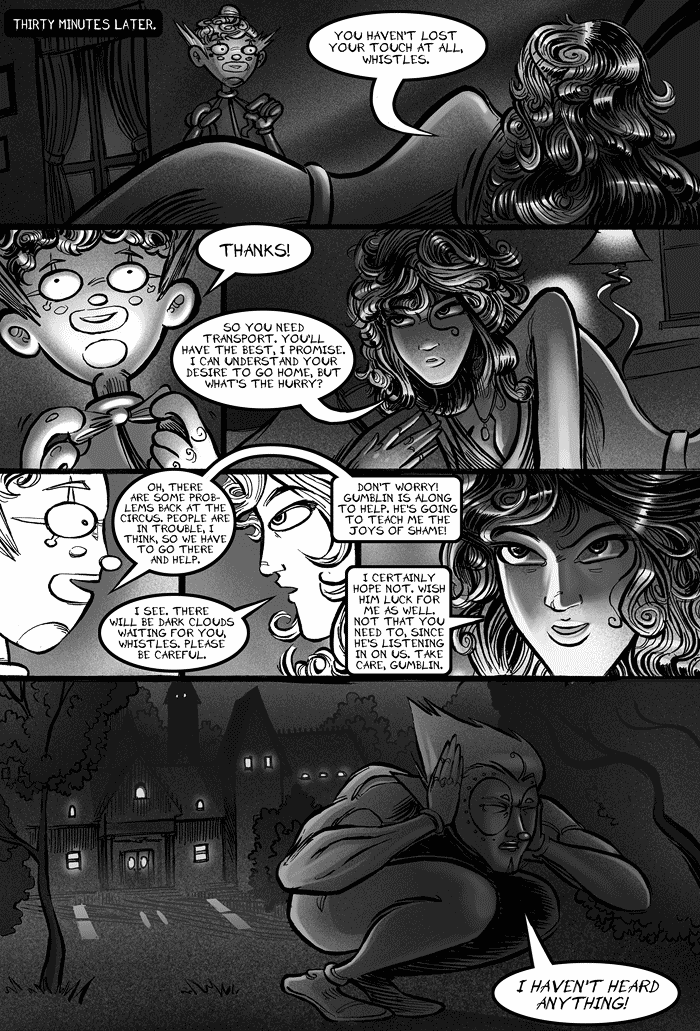 THIRTY MINUTES LATER.
YOU HAVEN'T LOST
YOUR TOUCH AT ALL,
WHISTLES.
THANKS!
SO YOU NEED
TRANSPORT. YOU'LL
HAVE THE BEST, I PROMISE.
I CAN UNDERSTAND YOUR
DESIRE TO GO HOME, BUT
WHAT'S THE HURRY?
OH, THERE
ARE SOME PROB-
LEMS BACK AT THE
CIRCUS. PEOPLE ARE
IN TROUBLE, I
THINK, SO WE HAVE
TO GO THERE
AND HELP.
I SEE. THERE
WILL BE DARK CLOUDS
WAITING FOR YOU,
WHISTLES. PLEASE
BE CAREFUL.
DON'T WORRY!
GUMBLIN IS ALONG
TO HELP. HE'S GOING
TO TEACH ME THE
JOYS OF SHAME!
I CERTAINLY
HOPE NOT. WISH
HIM LUCK FOR
ME AS WELL.
NOT THAT YOU
NEED TO, SINCE
HE'S LISTENING
IN ON US. TAKE
CARE, GUMBLIN.
I HAVEN'T HEARD
ANYTHING!